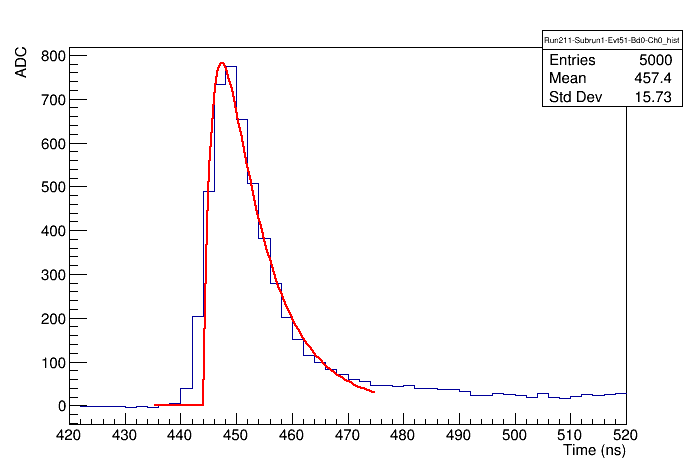 Run211-Subrun1-Evt51-Bd0-Ch0_hist
Entries 5000
Mean 457.4
Std Dev 15.73
ADC
800
700
600
500
400
300
200
100
0
420 430 440 450 460 470 480 490 500 510 520
Time (ns)